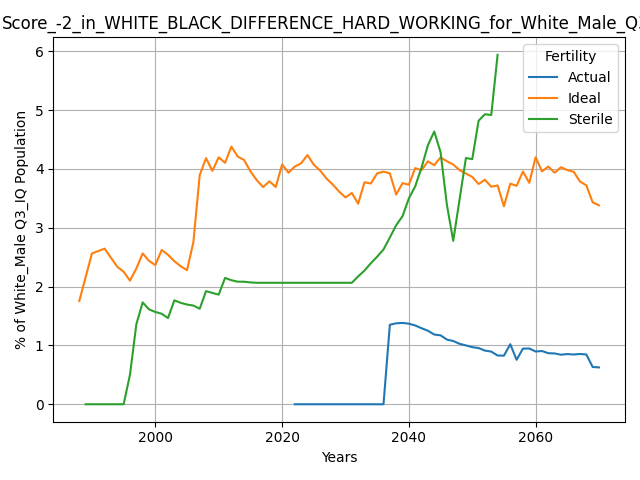 Score_-2_in_WHITE_BLACK_DIFFERENCE_HARD_WORKING_for_White_Male_Q3
Fertility
Actual
Ideal
Sterile
% of White_Male Q3_IQ Population
6
5
4
3
2
1
0
2000 2020 2040 2060
Years